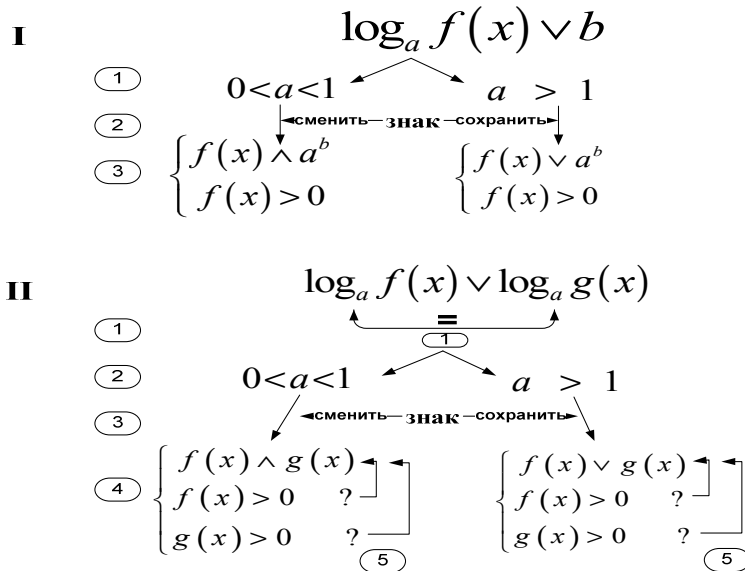 I log_a f(x) ∨ b
1 0<a<1 a > 1
2 сменить знак сохранить
3 { f(x) ∧ a^b { f(x) ∨ a^b
f(x) > 0 f(x) > 0
II log_a f(x) ∨ log_a g(x)
1 =
1
2 0<a<1 a > 1
3 сменить знак сохранить
f(x) ∧ g(x) f(x) ∨ g(x)
4 { f(x) > 0 ? { f(x) > 0 ?
g(x) > 0 ? g(x) > 0 ?
5 5